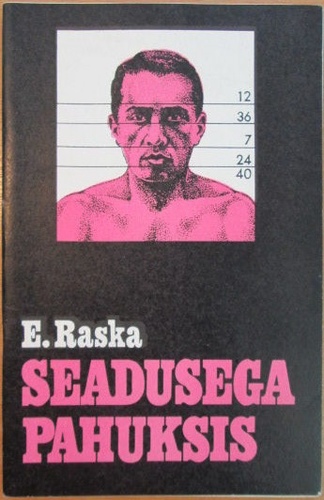 12
36
7
24
40
E. Raska
SEADUSEGA
PAHUKSIS